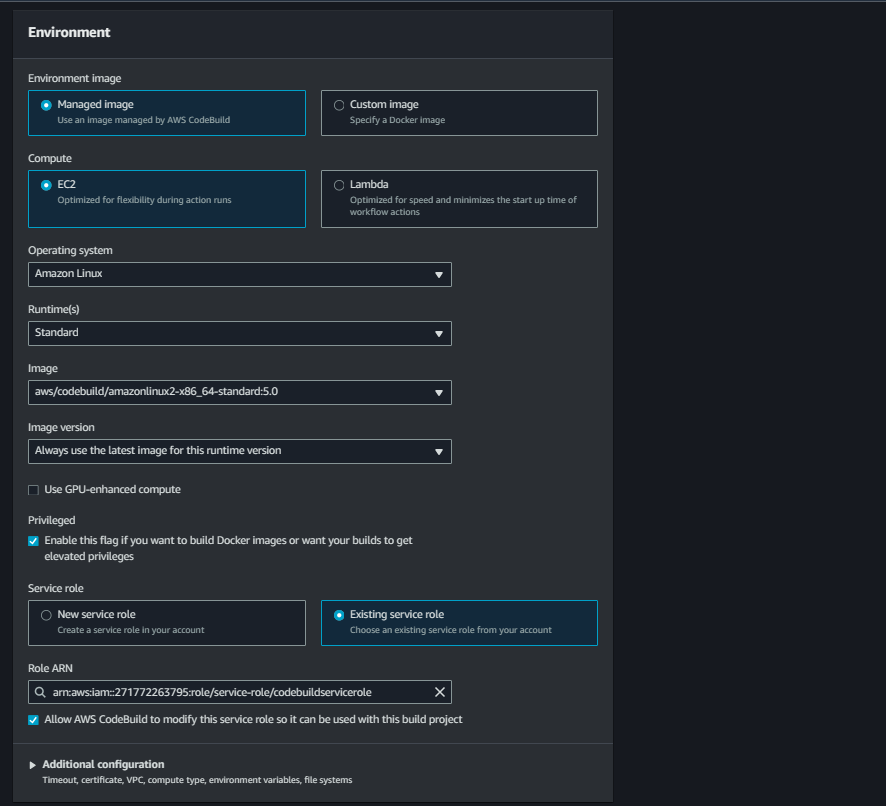 Environment
Environment image
Managed image
Use an image managed by AWS CodeBuild
Custom image
Specify a Docker image
Compute
EC2
Optimized for flexibility during action runs
Lambda
Optimized for speed and minimizes the start up time of
workflow actions
Operating system
Amazon Linux
Runtime(s)
Standard
Image
aws/codebuild/amazonlinux2-x86_64-standard:5.0
Image version
Always use the latest image for this runtime version
Use GPU-enhanced compute
Privileged
Enable this flag if you want to build Docker images or want your builds to get
elevated privileges
Service role
New service role
Create a service role in your account
Existing service role
Choose an existing service role from your account
Role ARN
arn:aws:iam::271772263795:role/service-role/codebuildservicerole
Allow AWS CodeBuild to modify this service role so it can be used with this build project
Additional configuration
Timeout, certificate, VPC, compute type, environment variables, file systems